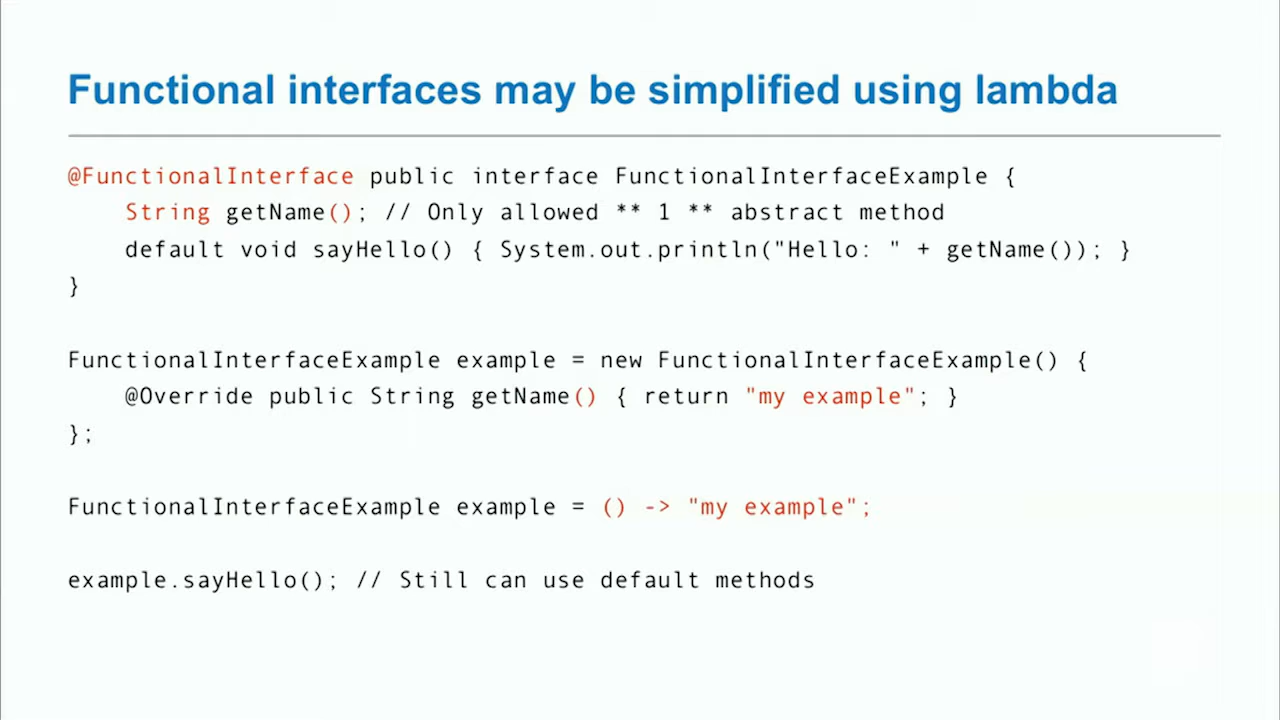 Functional interfaces may be simplified using lambda
@FunctionalInterface public interface FunctionalInterfaceExample {
    String getName(); // Only allowed ** 1 ** abstract method
    default void sayHello() { System.out.println("Hello: " + getName()); }
}
FunctionalInterfaceExample example = new FunctionalInterfaceExample() {
    @Override public String getName() { return "my example"; }
};
FunctionalInterfaceExample example = () -> "my example";
example.sayHello(); // Still can use default methods